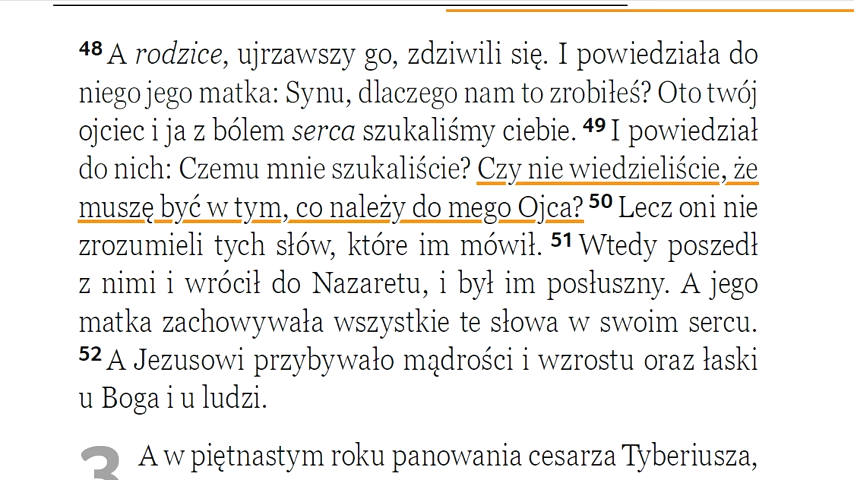 48 A rodzice, ujrzawszy go, zdziwili się. I powiedziała do
niego jego matka: Synu, dlaczego nam to zrobiłeś? Oto twój
ojciec i ja z bólem serca szukaliśmy ciebie. 49 I powiedział
do nich: Czemu mnie szukaliście? Czy nie wiedzieliście, że
muszę być w tym, co należy do mego Ojca? 50 Lecz oni nie
zrozumieli tych słów, które im mówił. 51 Wtedy poszedł
z nimi i wrócił do Nazaretu, i był im posłuszny. A jego
matka zachowywała wszystkie te słowa w swoim sercu.
52 A Jezusowi przybywało mądrości i wzrostu oraz łaski
u Boga i u ludzi.
3 A w piętnastym roku panowania cesarza Tyberiusza,